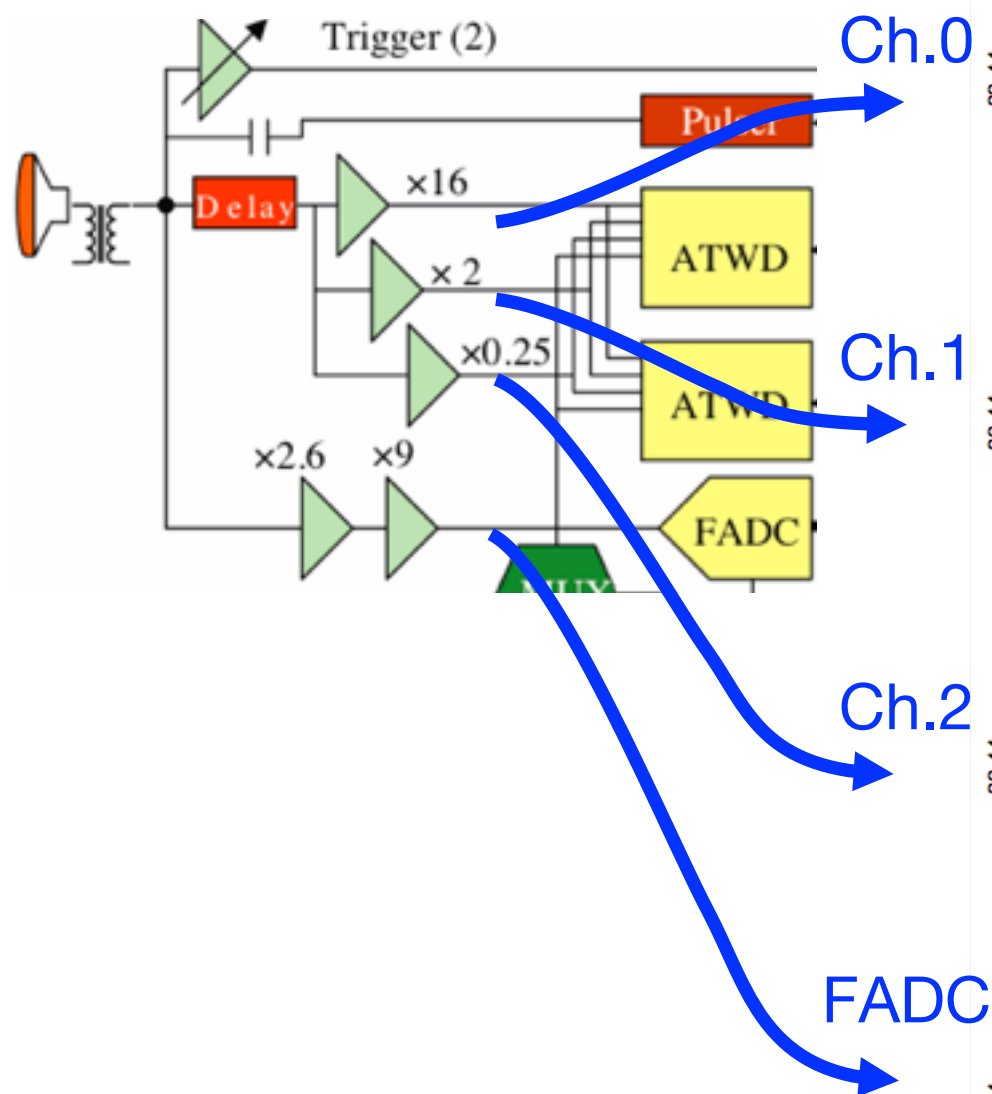 Trigger (2)
Ch.0
Pulser
×16
Delay
ATWD
× 2
×0.25
Ch.1
ATWD
×2.6
×9
FADC
MUX
Ch.2
FADC